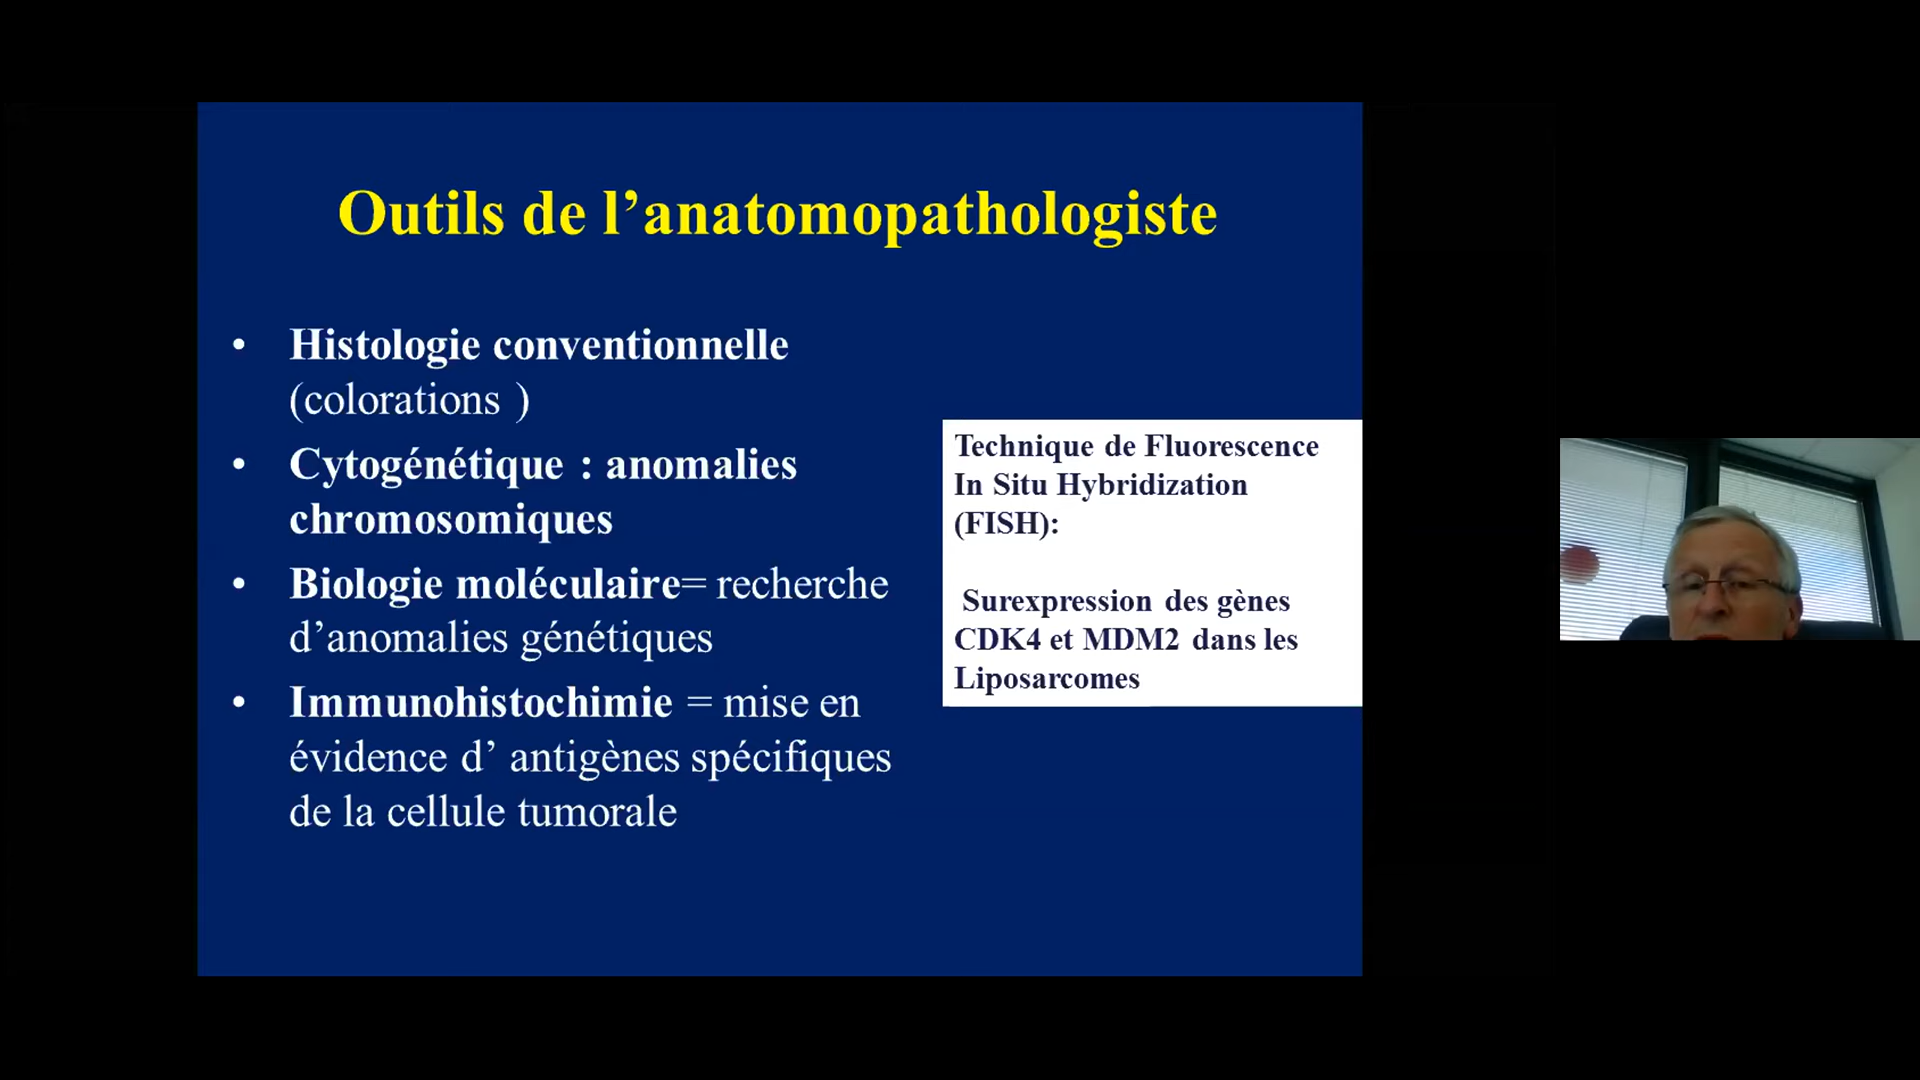 Outils de l’anatomopathologiste
• Histologie conventionnelle
(colorations )
• Cytogénétique : anomalies
chromosomiques
• Biologie moléculaire= recherche
d’anomalies génétiques
• Immunohistochimie = mise en
évidence d’ antigènes spécifiques
de la cellule tumorale
Technique de Fluorescence
In Situ Hybridization
(FISH):
Surexpression des gènes
CDK4 et MDM2 dans les
Liposarcomes